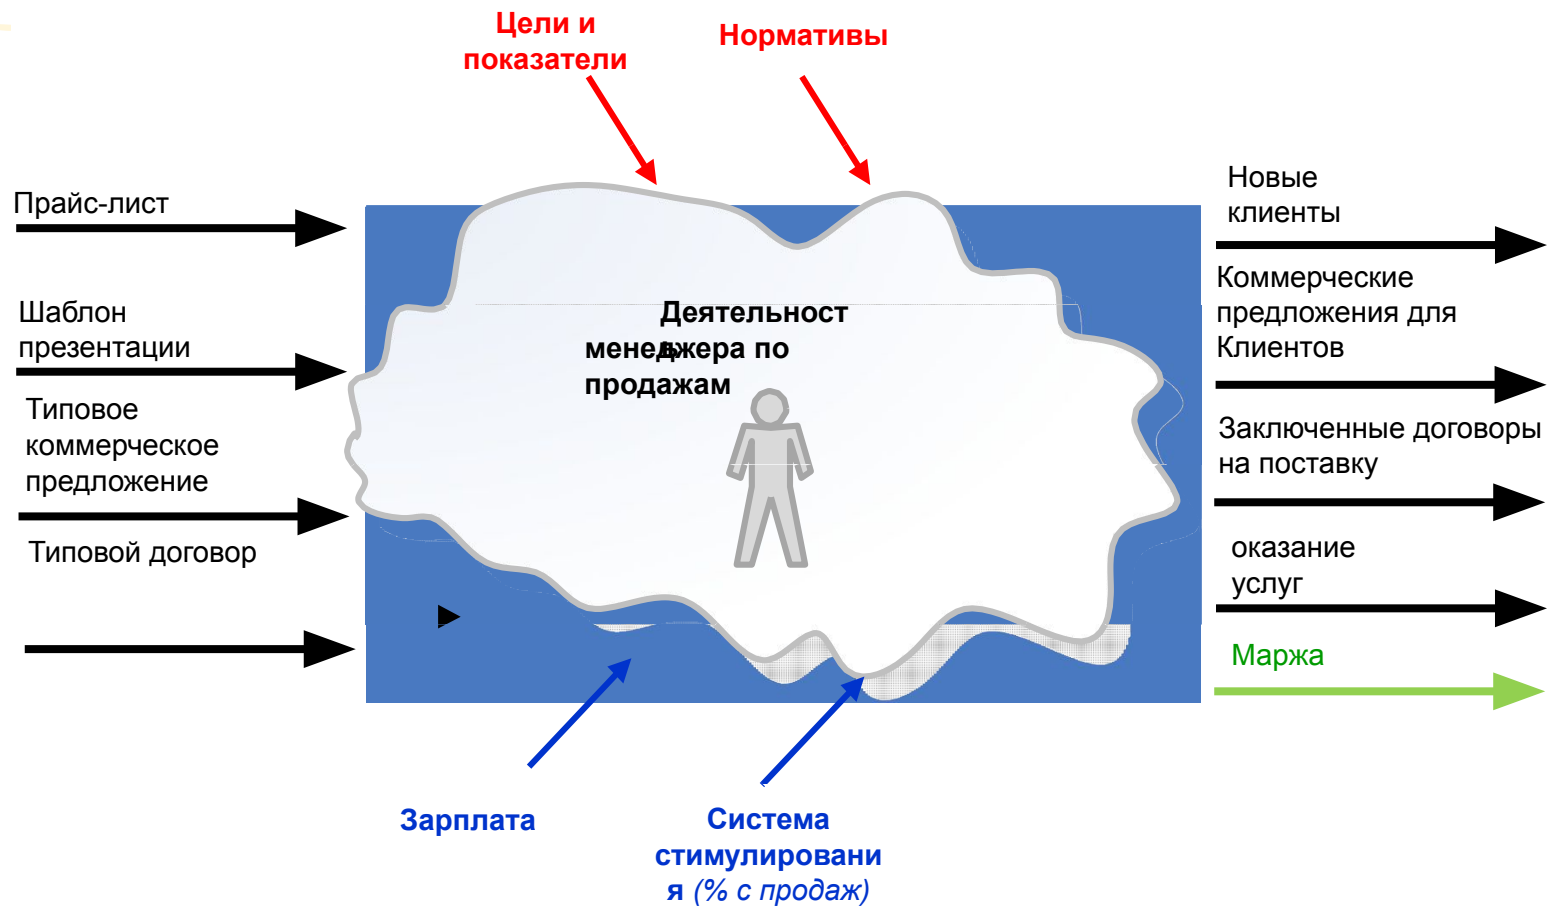 Цели и
показатели
Нормативы
Прайс-лист
Шаблон
презентации
Типовое
коммерческое
предложение
Типовой договор
Деятельност
ь
менеджера по
продажам
Новые
клиенты
Коммерческие
предложения для
Клиентов
Заключенные договоры
на поставку
оказание
услуг
Маржа
Зарплата
Система
стимулировани
я (% с продаж)